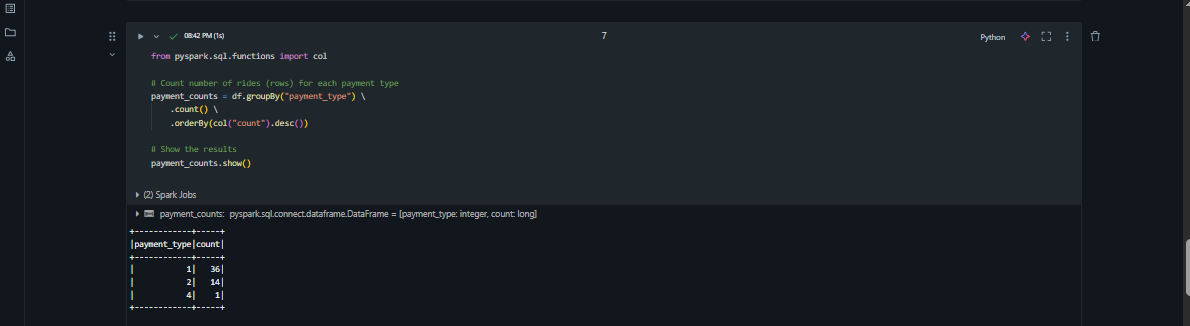 08:42 PM (1s)
7
Python
from pyspark.sql.functions import col
# Count number of rides (rows) for each payment type
payment_counts = df.groupBy("payment_type") \
    .count() \
    .orderBy(col("count").desc())
# Show the results
payment_counts.show()
(2) Spark Jobs
payment_counts: pyspark.sql.connect.dataframe.DataFrame = [payment_type: integer, count: long]
+------------+-----+
|payment_type|count|
+------------+-----+
|           1|   36|
|           2|   14|
|           4|    1|
+------------+-----+